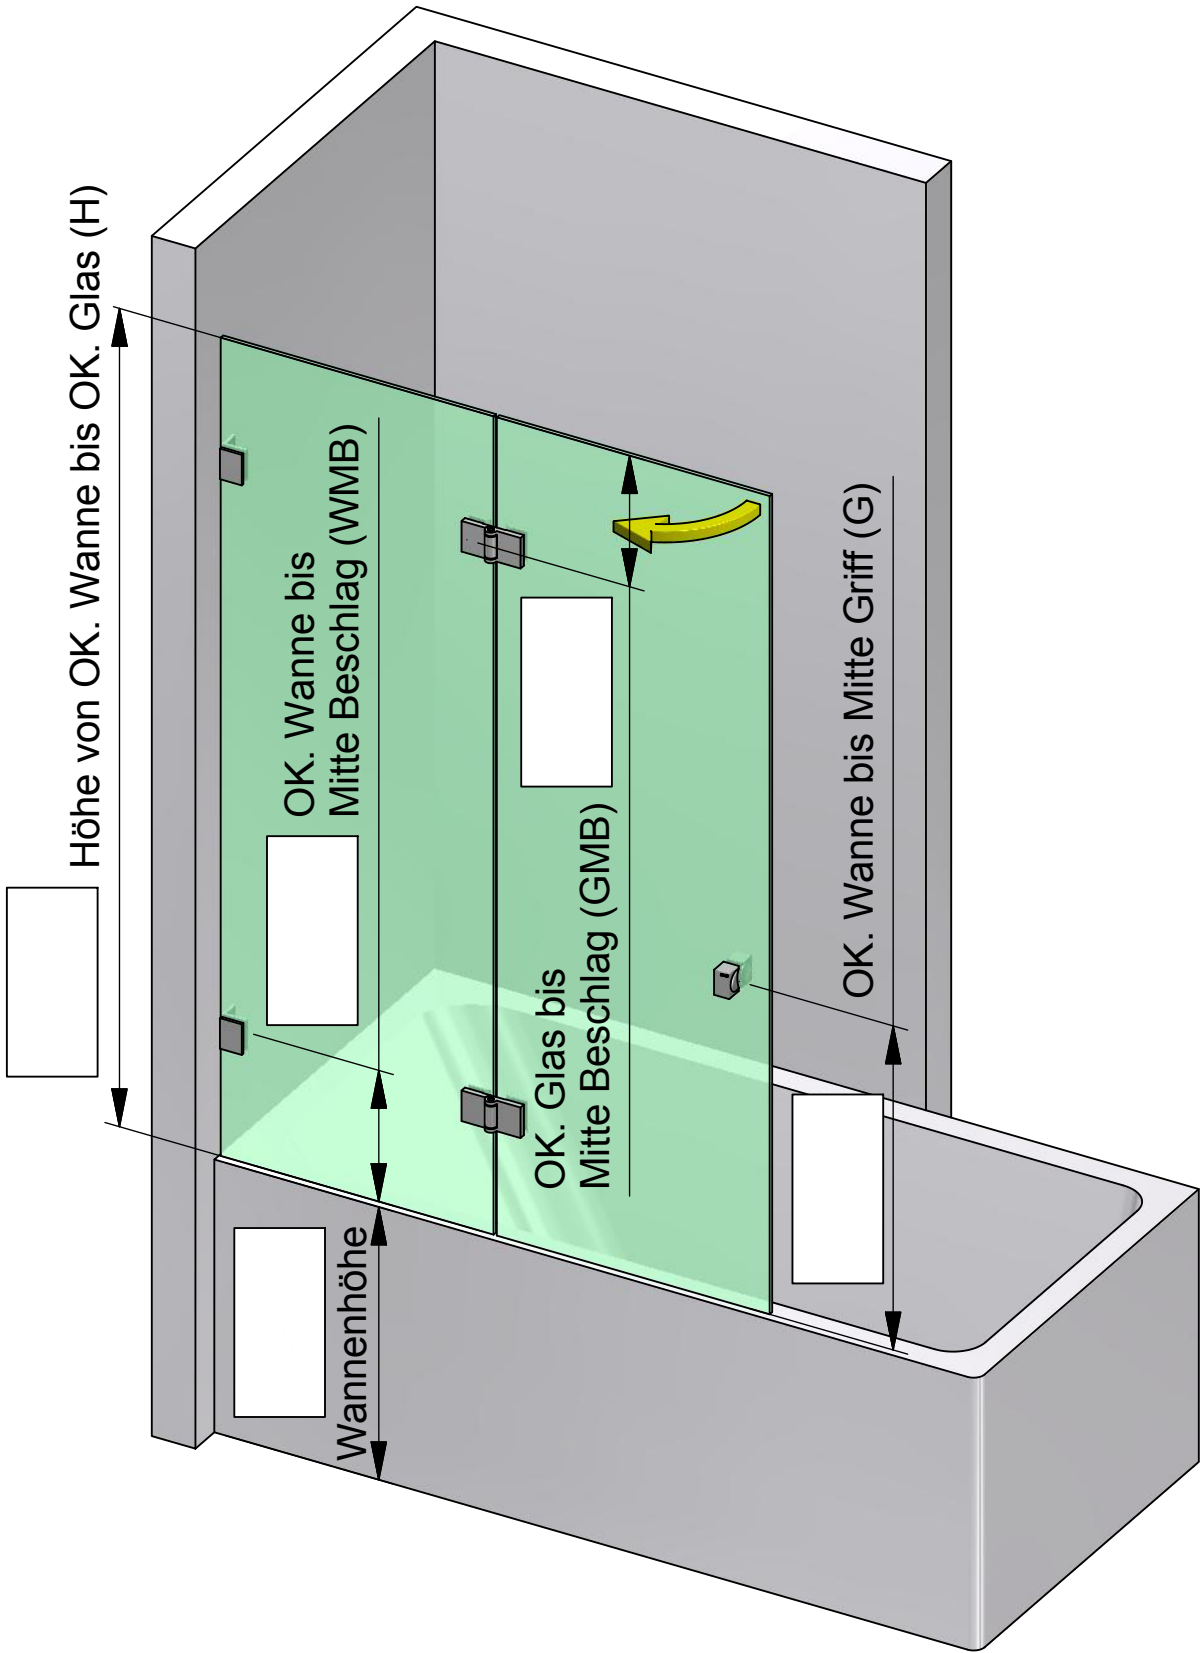 Höhe von OK. Wanne bis OK. Glas (H)
OK. Wanne bis
Mitte Beschlag (WMB)
OK. Glas bis
Mitte Beschlag (GMB)
OK. Wanne bis Mitte Griff (G)
Wannenhöhe